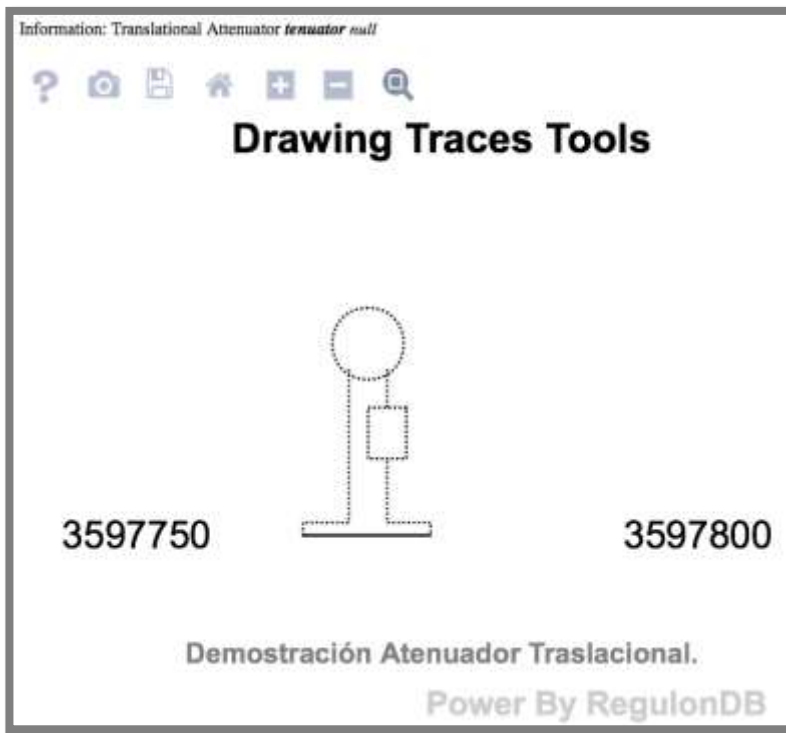 Information: Translational Attenuator tenuator null
Drawing Traces Tools
3597750 3597800
Demostración Atenuador Traslacional.
Power By RegulonDB